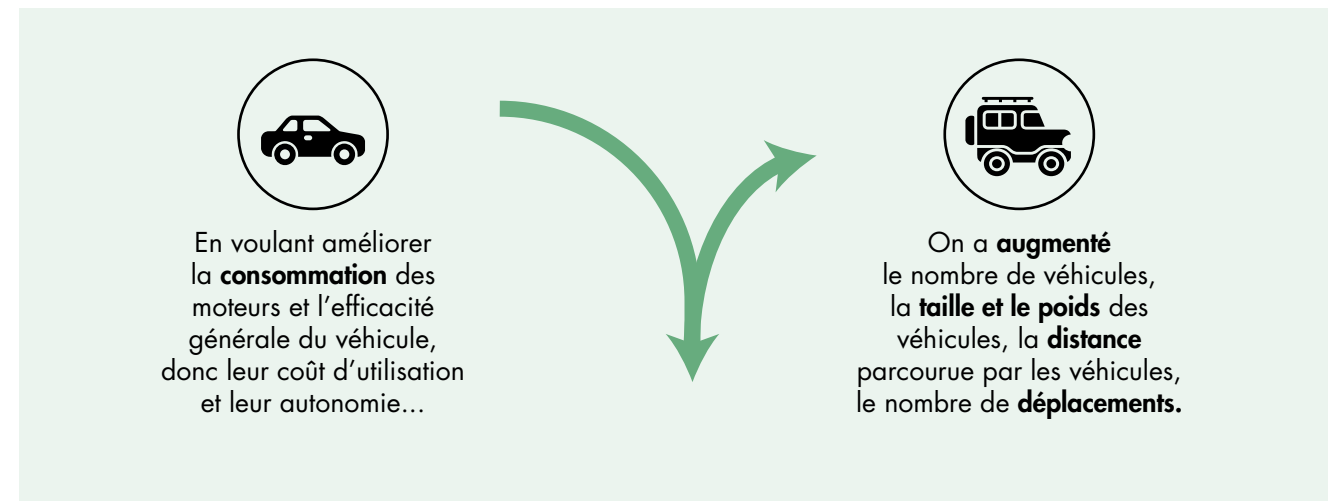 En voulant améliorer
la consommation des
moteurs et l'efficacité
générale du véhicule,
donc leur coût d'utilisation
et leur autonomie...
On a augmenté
le nombre de véhicules,
la taille et le poids des
véhicules, la distance
parcourue par les véhicules,
le nombre de déplacements.